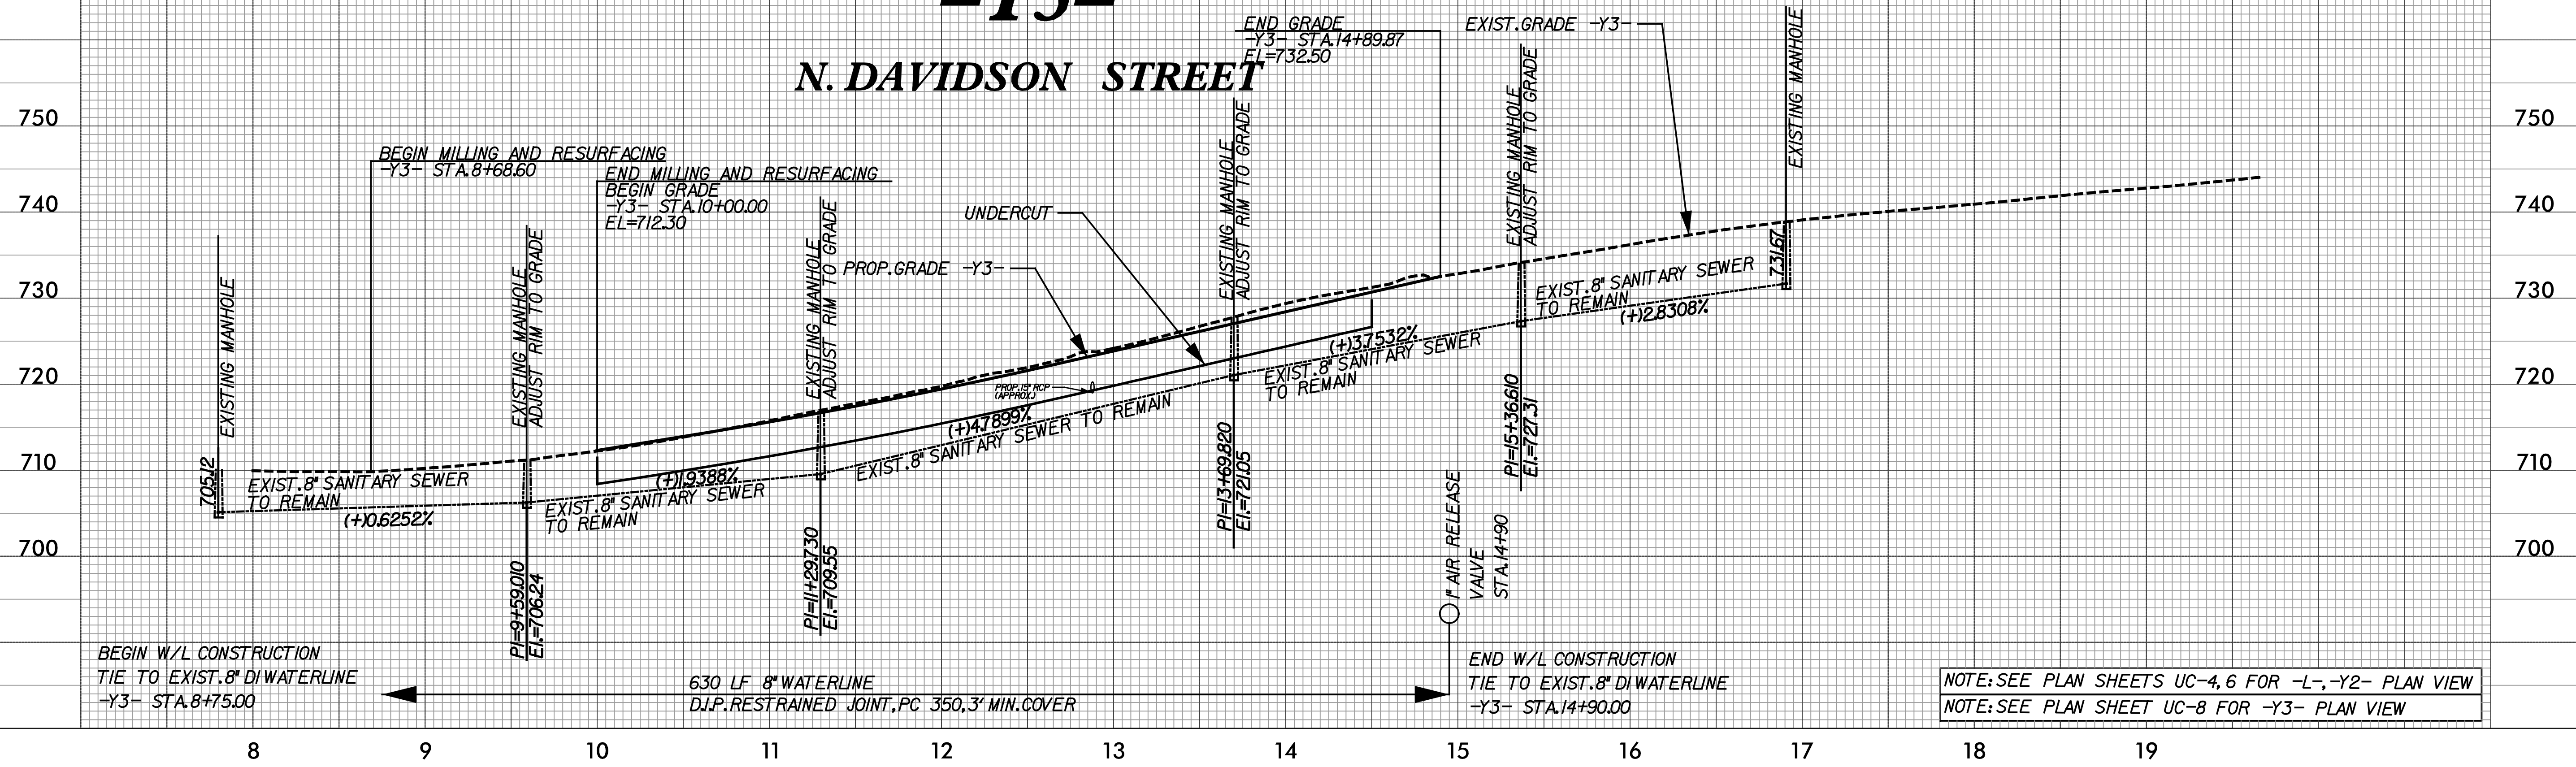 -Y3-
N. DAVIDSON STREET
END GRADE
-Y3- STA.14+89.87
EL=732.50
EXIST.GRADE -Y3-
EXISTING MANHOLE
EXISTING MANHOLE
ADJUST RIM TO GRADE
EXISTING MANHOLE
ADJUST RIM TO GRADE
750
750
BEGIN MILLING AND RESURFACING
-Y3- STA.8+68.60
END MILLING AND RESURFACING
BEGIN GRADE
-Y3- STA.10+00.00
EL=712.30
UNDERCUT
PROP.GRADE -Y3-
740
740
EXISTING MANHOLE
EXISTING MANHOLE
ADJUST RIM TO GRADE
EXISTING MANHOLE
ADJUST RIM TO GRADE
731.67
730
730
EXIST.8" SANITARY SEWER
TO REMAIN
(+)2.8308%
(+)3.7532%
EXIST.8" SANITARY SEWER
TO REMAIN
720
720
PROP.15" RCP
(APPROX.)
(+)4.7899%
EXIST.8" SANITARY SEWER TO REMAIN
710
710
705.12
EXIST.8" SANITARY SEWER
TO REMAIN
(+)0.6252%
(+)1.9388%
EXIST.8" SANITARY SEWER
TO REMAIN
PI=15+36.610
El.=727.31
PI=13+69.820
El.=721.05
PI=11+29.730
El.=709.55
PI=9+59.010
El.=706.24
700
700
1" AIR RELEASE
VALVE
STA.14+90
BEGIN W/L CONSTRUCTION
TIE TO EXIST.8" DI WATERLINE
-Y3- STA.8+75.00
630 LF 8" WATERLINE
D.I.P.RESTRAINED JOINT,PC 350,3' MIN.COVER
END W/L CONSTRUCTION
TIE TO EXIST.8" DI WATERLINE
-Y3- STA.14+90.00
NOTE:SEE PLAN SHEETS UC-4,6 FOR -L-,-Y2- PLAN VIEW
NOTE:SEE PLAN SHEET UC-8 FOR -Y3- PLAN VIEW
8 9 10 11 12 13 14 15 16 17 18 19